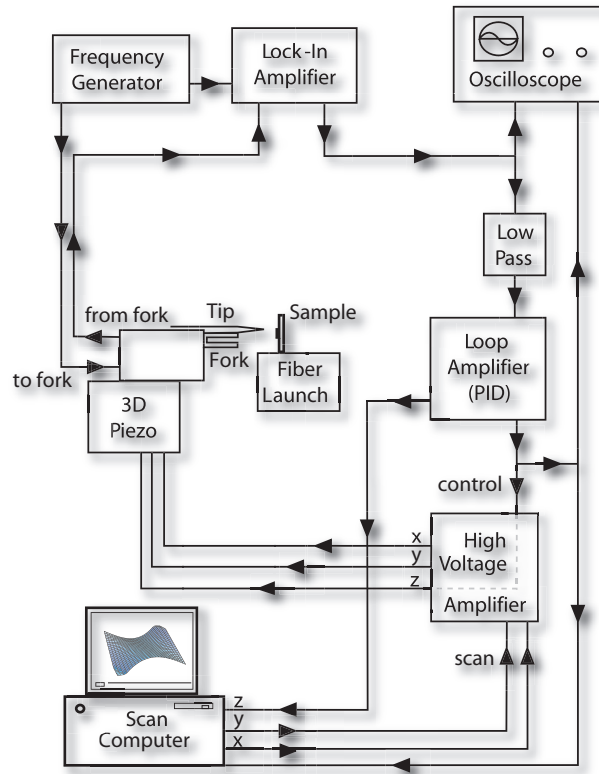 Frequency
Generator
Lock-In
Amplifier
Oscilloscope
Low
Pass
from fork
Tip
Sample
Fork
to fork
Fiber
Launch
3D
Piezo
Loop
Amplifier
(PID)
control
x
y
z
High
Voltage
Amplifier
scan
z
y
x
Scan
Computer